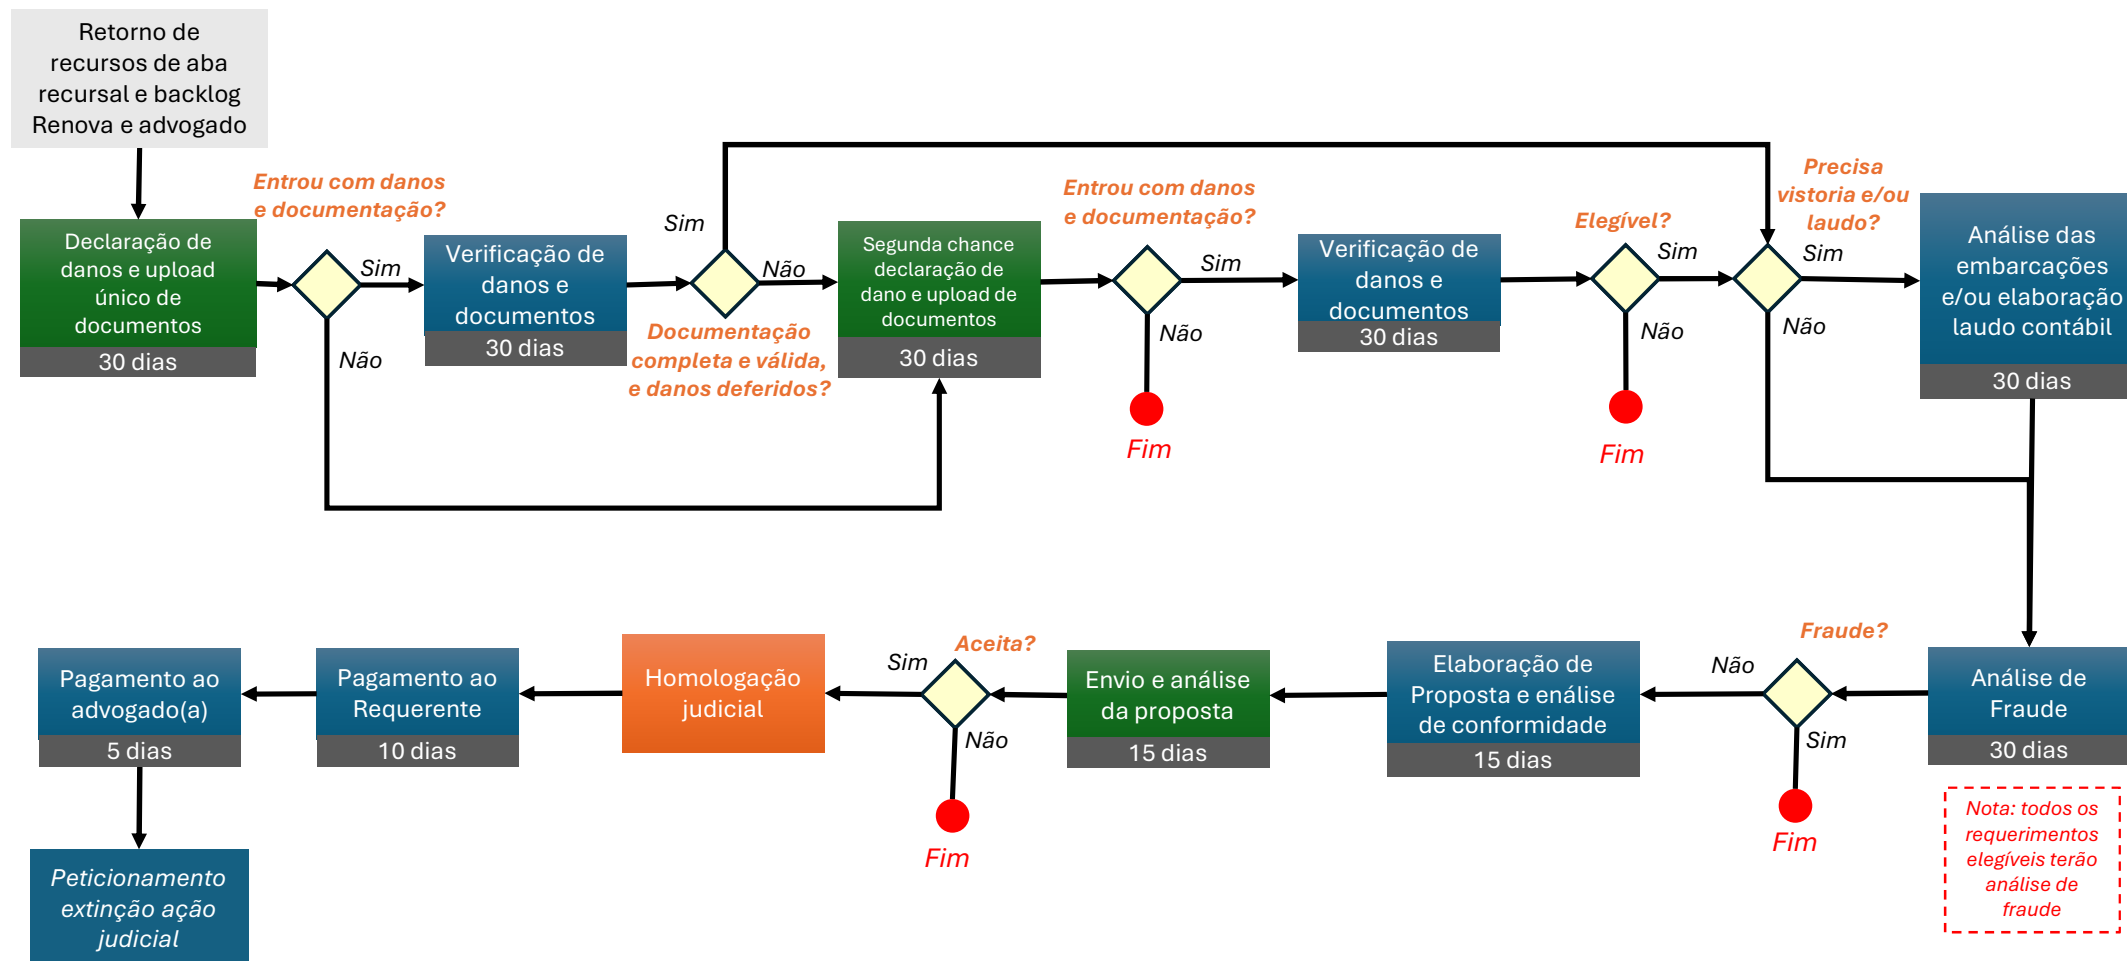 Retorno de
recursos de aba
recursal e backlog
Renova e advogado
Entrou com danos
e documentação?
Declaração de
danos e upload
único de
documentos
30 dias
Sim
Não
Verificação de
danos e
documentos
30 dias
Sim
Não
Documentação
completa e válida,
e danos deferidos?
Segunda chance
declaração de
dano e upload de
documentos
30 dias
Entrou com danos
e documentação?
Sim
Não
Fim
Verificação de
danos e
documentos
30 dias
Elegível?
Sim
Não
Fim
Precisa
vistoria e/ou
laudo?
Sim
Não
Análise das
embarcações
e/ou elaboração
laudo contábil
30 dias
Análise de
Fraude
30 dias
Nota: todos os
requerimentos
elegíveis terão
análise de
fraude
Fraude?
Não
Sim
Fim
Elaboração de
Proposta e enálise
de conformidade
15 dias
Envio e análise
da proposta
15 dias
Aceita?
Sim
Não
Fim
Homologação
judicial
Pagamento ao
Requerente
10 dias
Pagamento ao
advogado(a)
5 dias
Peticionamento
extinção ação
judicial